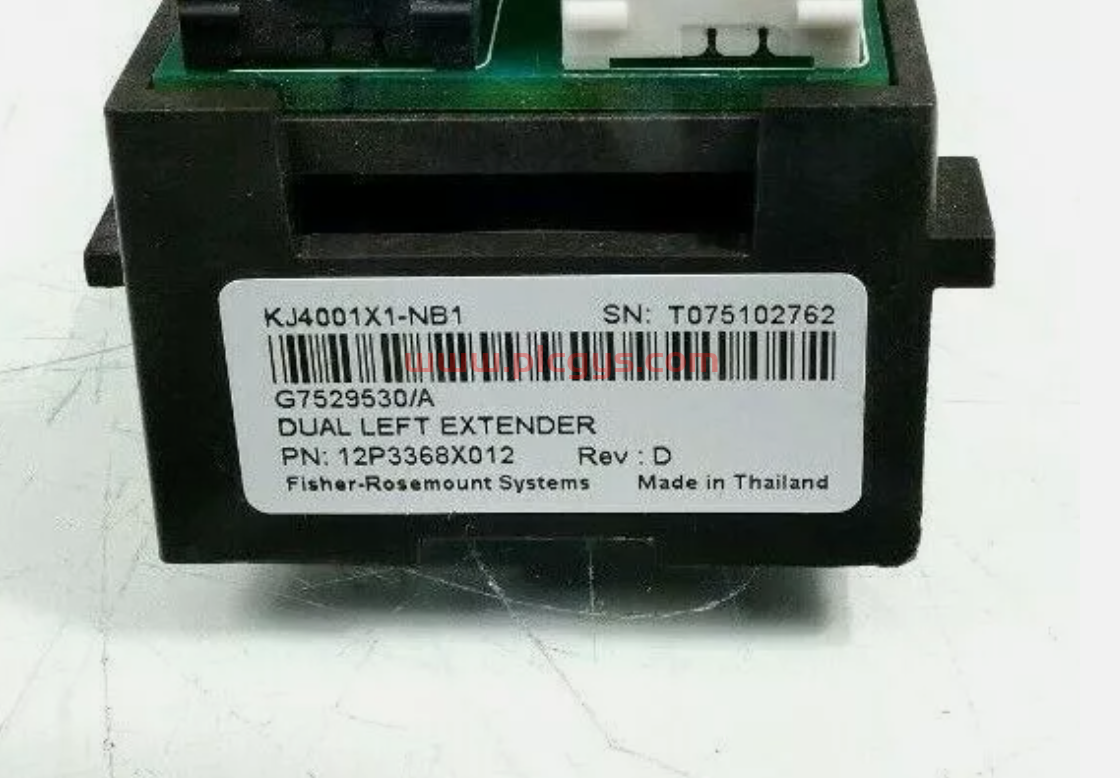 KJ4001X1-NB1 SN: T075102762
www.plcgys.com
G7529530/A
DUAL LEFT EXTENDER
PN: 12P3368X012 Rev : D
Fisher-Rosemount Systems Made in Thailand